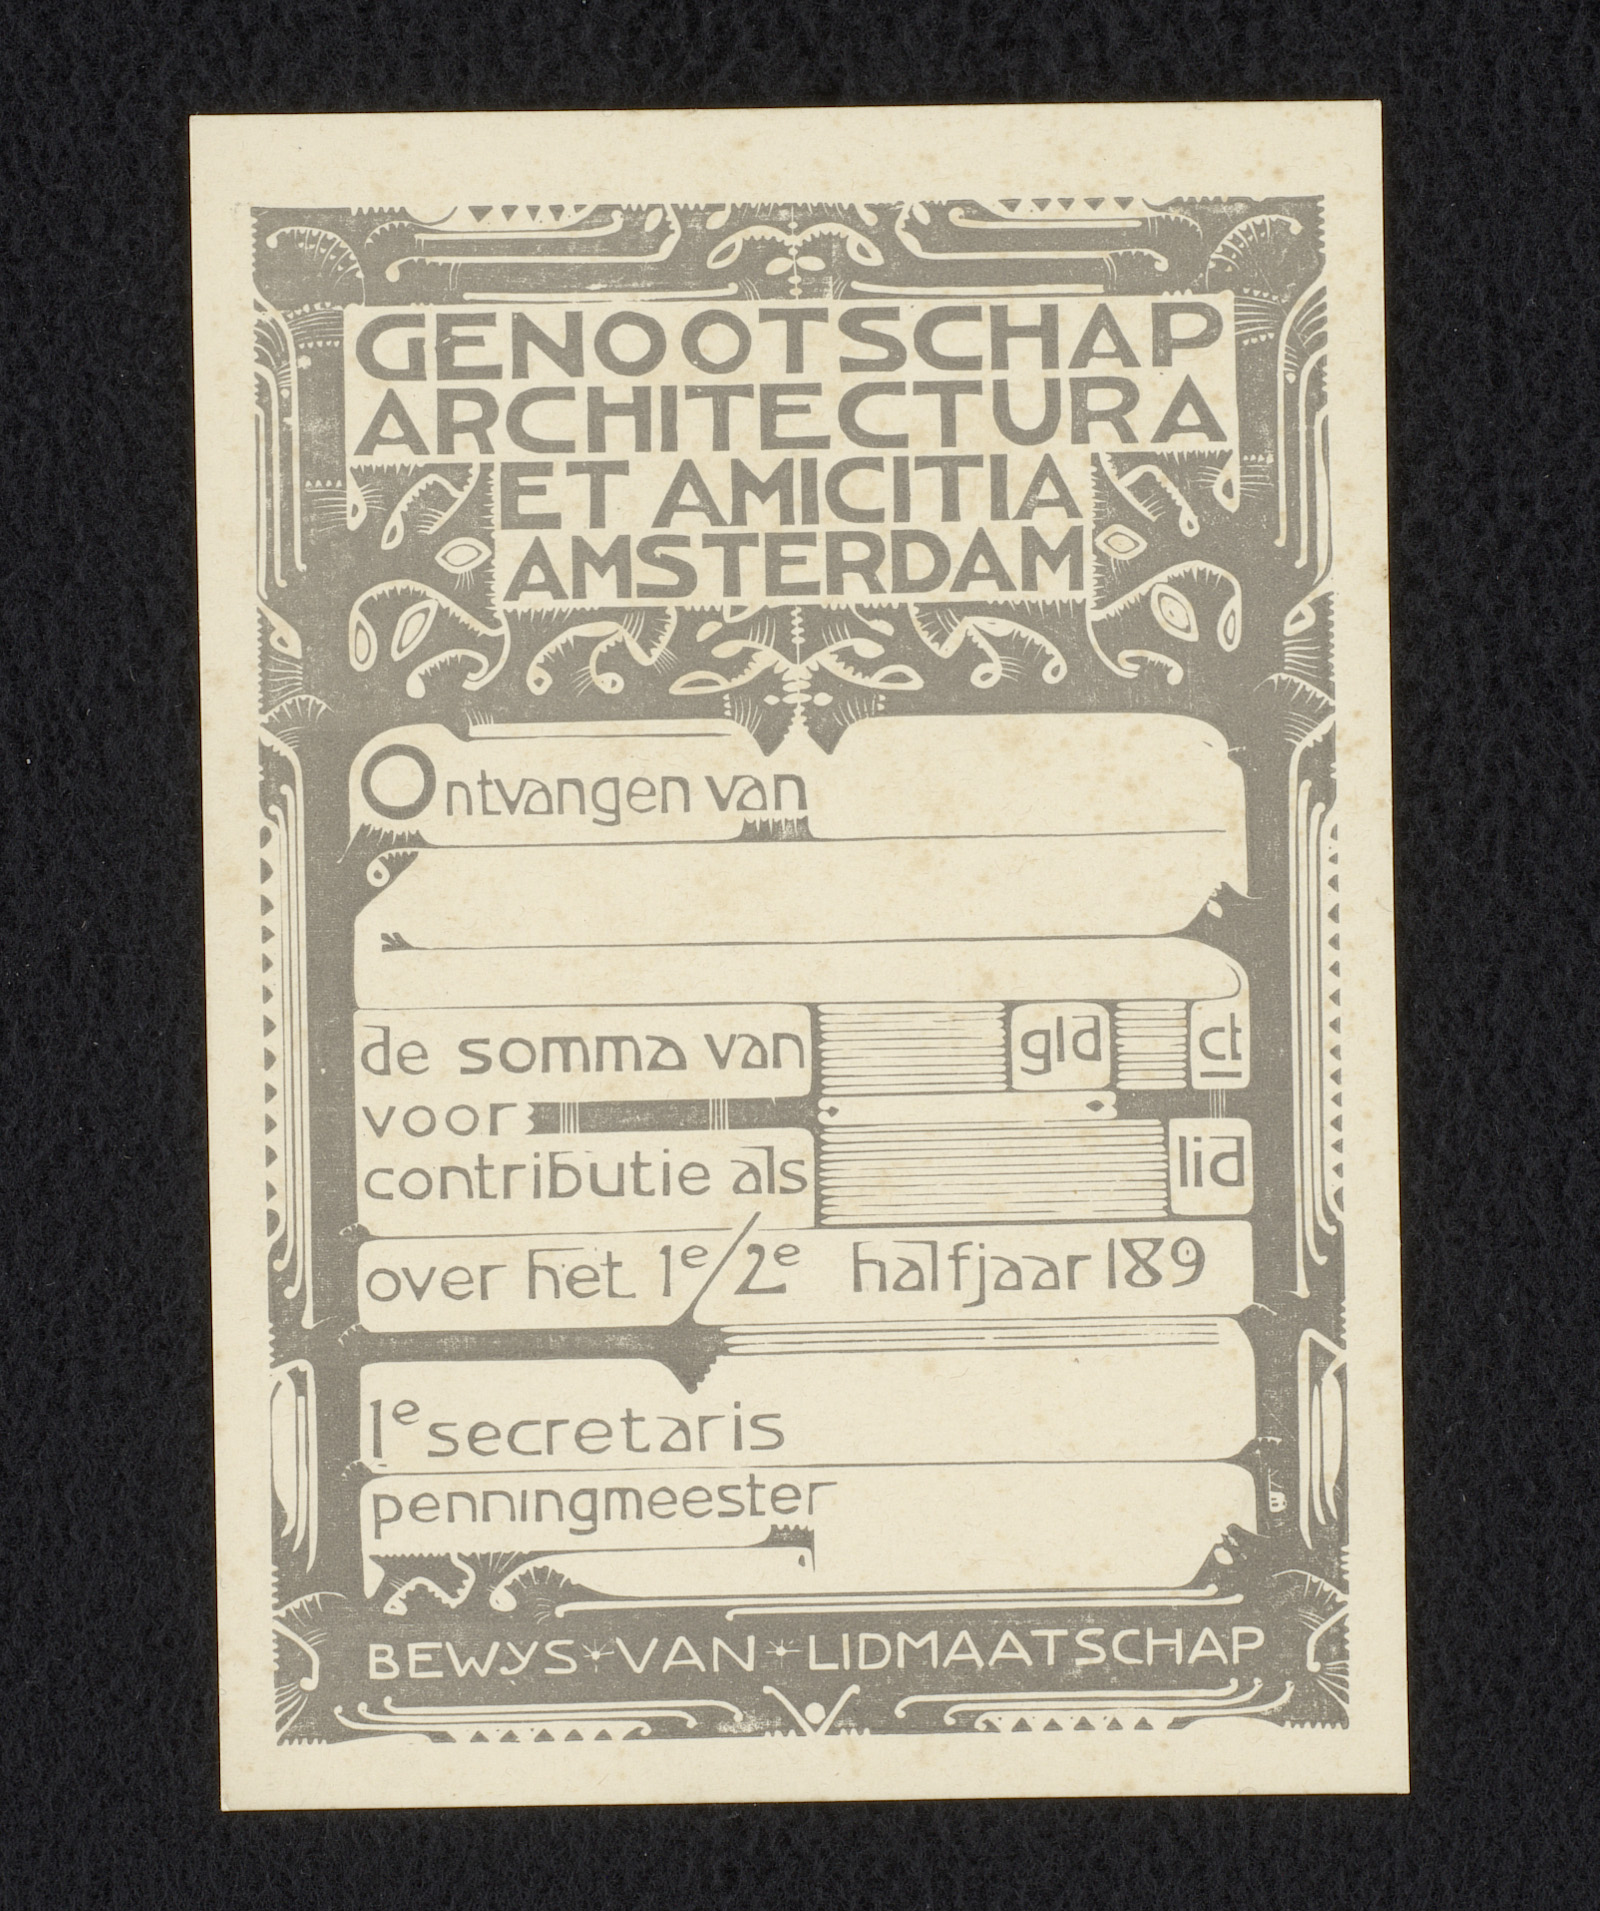 GENOOTSCHAP
ARCHITECTURA
ET AMICITIA
AMSTERDAM
Ontvangen van
de somma van gld ct
voor
contributie als lid
over het 1e/2e halfjaar 189
1e secretaris
penningmeester
BEWYS VAN LIDMAATSCHAP